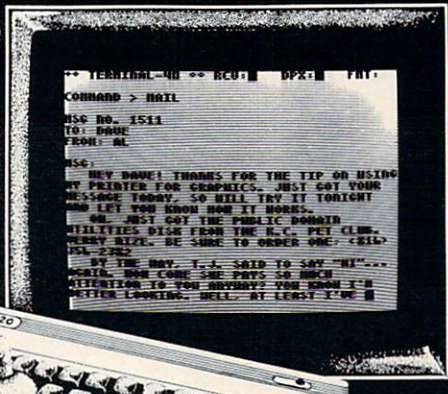 ** TERMINAL-40 ** RCV: DPX: FMT:
COMMAND > MAIL
MSG NO. 1511
TO: DAVE
FROM: AL
MSG:
HEY DAVE! THANKS FOR THE TIP ON USING
MY PRINTER FOR GRAPHICS. JUST GOT YOUR
MESSAGE TODAY, SO WILL TRY IT TONIGHT
AND LET YOU KNOW HOW IT WORKS.
OH, JUST GOT THE PUBLIC DOMAIN
UTILITIES DISK FROM THE K.C. PET CLUB.
BE SURE TO ORDER ONE: (816)
BY THE WAY, T.J. SAID TO SAY "HI"...
AGAIN. HOW COME SHE PAYS SO MUCH
ATTENTION TO YOU ANYWAY? YOU KNOW I'M
BETTER LOOKING. WELL, AT LEAST I'VE
20